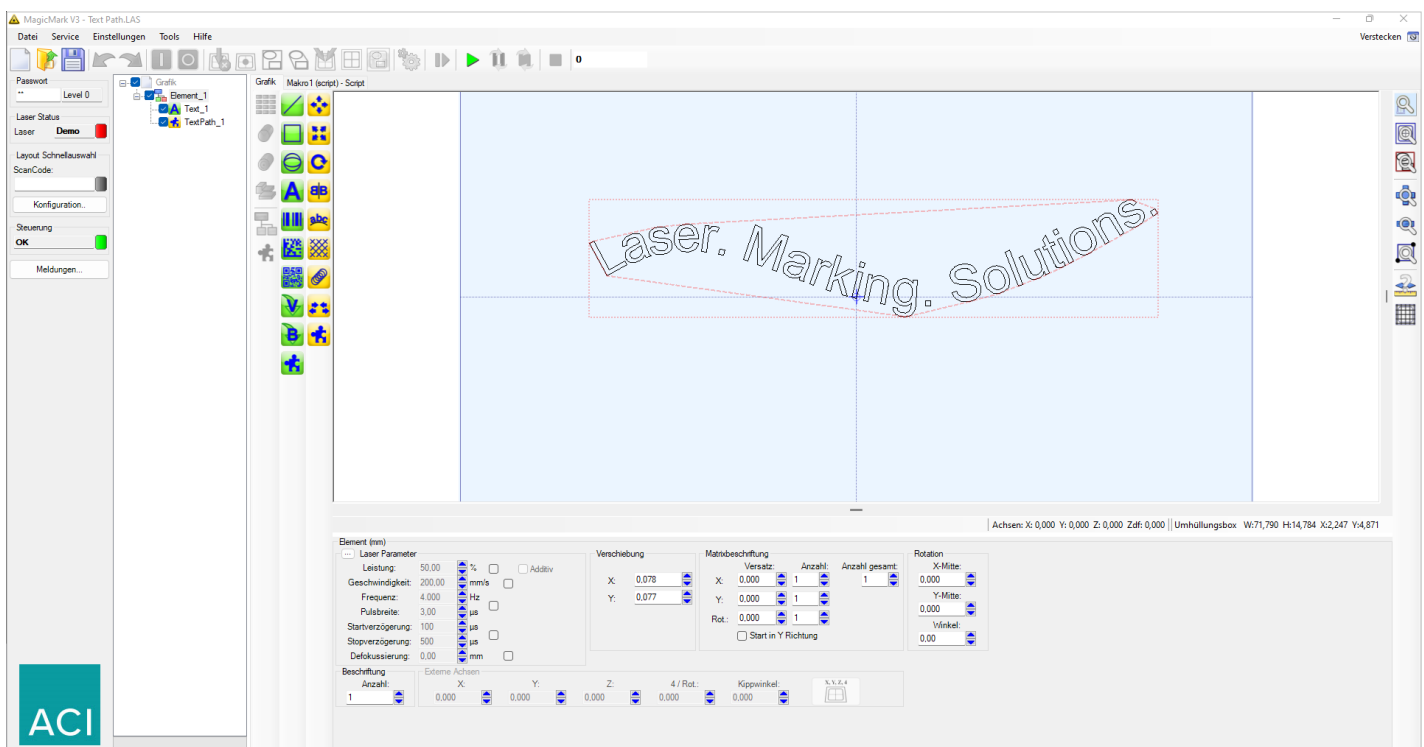 MagicMark V3 - Text Path.LAS
Datei Service Einstellungen Tools Hilfe
Verstecken
0
Passwort
** Level 0
Laser Status
Laser Demo
Layout Schnellauswahl
ScanCode:
Konfiguration..
Steuerung
OK
Meldungen...
Grafik
Element_1
A Text_1
TextPath_1
Grafik Makro1 (script) - Script
A
B|B
abc
V
B
Laser. Marking. Solutions.
Achsen: X: 0,000 Y: 0,000 Z: 0,000 Zdf: 0,000 Umhüllungsbox W:71,790 H:14,784 X:2,247 Y:4,871
Element (mm)
... Laser Parameter
Leistung: 50,00 % Additiv
Geschwindigkeit: 200,00 mm/s
Frequenz: 4.000 Hz
Pulsbreite: 3,00 µs
Startverzögerung: 100 µs
Stopverzögerung: 500 µs
Defokussierung: 0,00 mm
Verschiebung
X: 0,078
Y: 0,077
Matrixbeschriftung
Versatz: Anzahl: Anzahl gesamt:
X: 0,000 1 1
Y: 0,000 1
Rot.: 0,000 1
Start in Y Richtung
Rotation
X-Mitte:
0,000
Y-Mitte:
0,000
Winkel:
0,00
Beschriftung
Anzahl:
1
Externe Achsen
X: Y: Z: 4 / Rot.: Kippwinkel:
0,000 0,000 0,000 0,000 0,000
X, Y, Z, 4
ACI